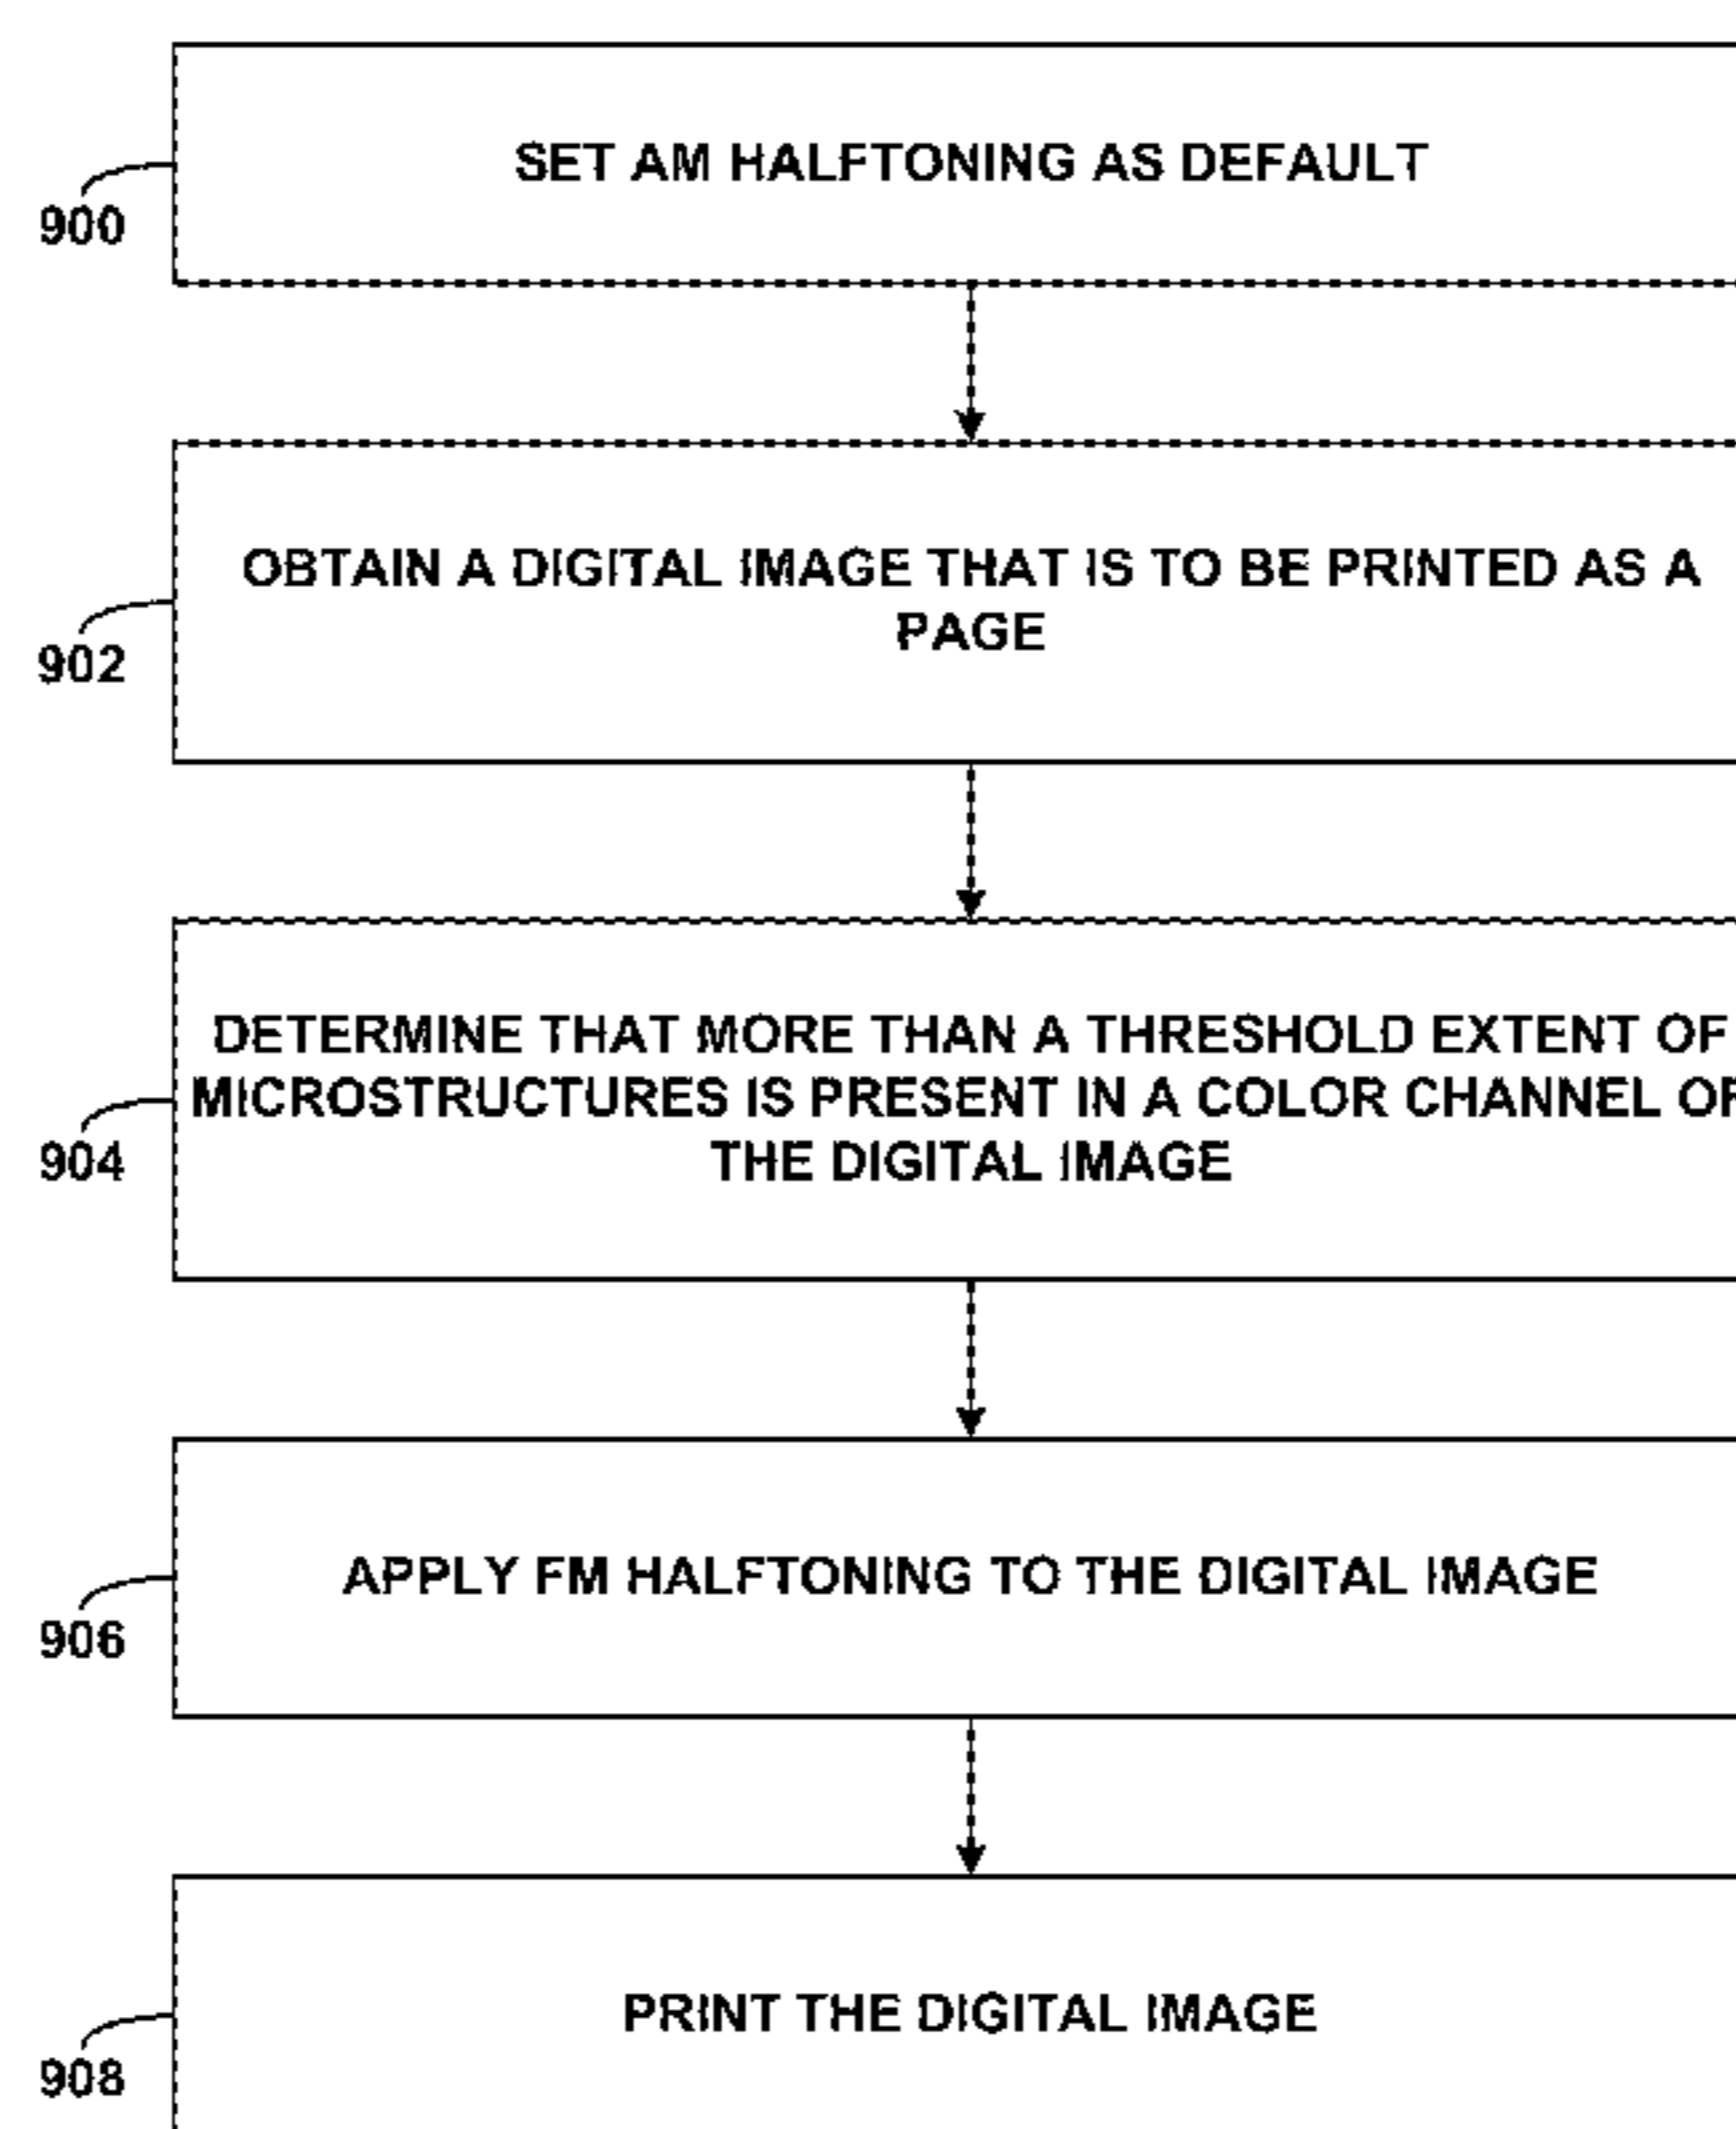 SET AM HALFTONING AS DEFAULT
900
OBTAIN A DIGITAL IMAGE THAT IS TO BE PRINTED AS A
PAGE
902
DETERMINE THAT MORE THAN A THRESHOLD EXTENT OF
MICROSTRUCTURES IS PRESENT IN A COLOR CHANNEL OF
THE DIGITAL IMAGE
904
APPLY FM HALFTONING TO THE DIGITAL IMAGE
906
PRINT THE DIGITAL IMAGE
908